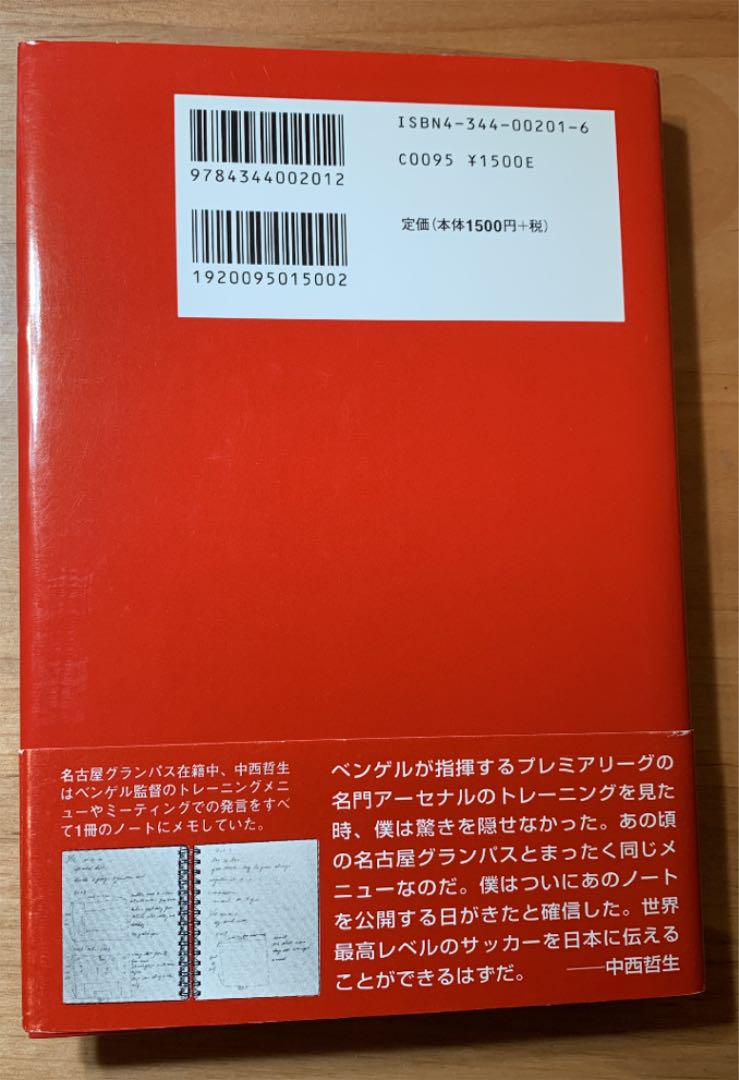 ISBN4-344-00201-6
9784344002012
C0095 ¥1500E
定価(本体1500円+税)
1920095015002
名古屋グランパス在籍中、中西哲生
はベンゲル監督のトレーニングメニ
ューやミーティングでの発言をすべ
て1冊のノートにメモしていた。
ベンゲルが指揮するプレミアリーグの
名門アーセナルのトレーニングを見た
時、僕は驚きを隠せなかった。あの頃
の名古屋グランパスとまったく同じメ
ニューなのだ。僕はついにあのノート
を公開する日がきたと確信した。世界
最高レベルのサッカーを日本に伝える
ことができるはずだ。 ——中西哲生